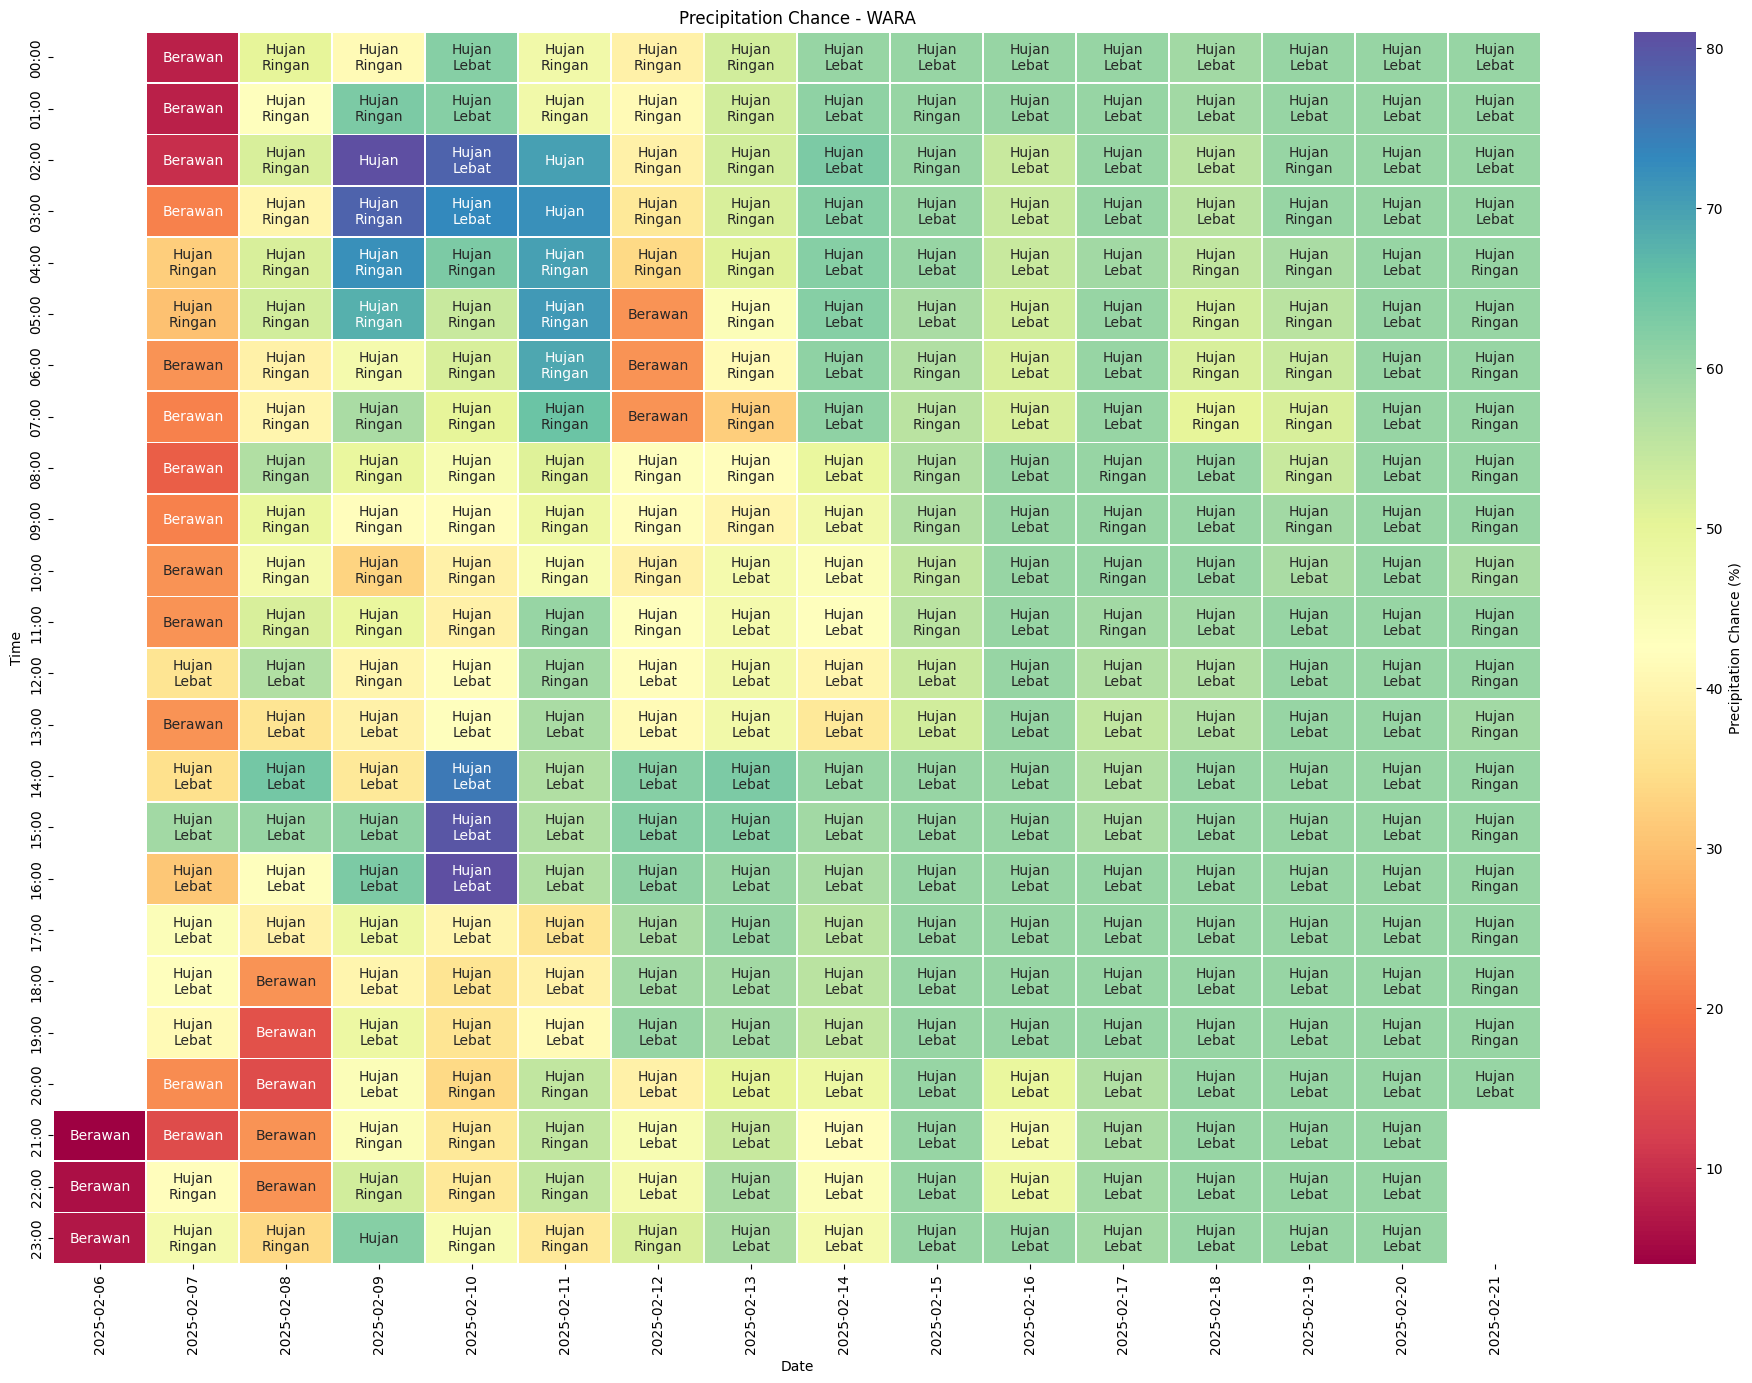 Precipitation Chance - WARA
00:00 Berawan Hujan Ringan Hujan Ringan Hujan Lebat Hujan Ringan Hujan Ringan Hujan Ringan Hujan Lebat Hujan Lebat Hujan Lebat Hujan Lebat Hujan Lebat Hujan Lebat Hujan Lebat Hujan Lebat
01:00 Berawan Hujan Ringan Hujan Ringan Hujan Lebat Hujan Ringan Hujan Ringan Hujan Ringan Hujan Lebat Hujan Ringan Hujan Lebat Hujan Lebat Hujan Lebat Hujan Lebat Hujan Lebat Hujan Lebat
02:00 Berawan Hujan Ringan Hujan Hujan Lebat Hujan Hujan Ringan Hujan Ringan Hujan Lebat Hujan Ringan Hujan Lebat Hujan Lebat Hujan Lebat Hujan Ringan Hujan Lebat Hujan Lebat
03:00 Berawan Hujan Ringan Hujan Ringan Hujan Lebat Hujan Hujan Ringan Hujan Ringan Hujan Lebat Hujan Lebat Hujan Lebat Hujan Lebat Hujan Lebat Hujan Ringan Hujan Lebat Hujan Lebat
04:00 Hujan Ringan Hujan Ringan Hujan Ringan Hujan Ringan Hujan Ringan Hujan Ringan Hujan Ringan Hujan Lebat Hujan Lebat Hujan Lebat Hujan Lebat Hujan Ringan Hujan Ringan Hujan Lebat Hujan Ringan
05:00 Hujan Ringan Hujan Ringan Hujan Ringan Hujan Ringan Hujan Ringan Berawan Hujan Ringan Hujan Lebat Hujan Lebat Hujan Lebat Hujan Lebat Hujan Ringan Hujan Ringan Hujan Lebat Hujan Ringan
06:00 Berawan Hujan Ringan Hujan Ringan Hujan Ringan Hujan Ringan Berawan Hujan Ringan Hujan Lebat Hujan Ringan Hujan Lebat Hujan Lebat Hujan Ringan Hujan Ringan Hujan Lebat Hujan Ringan
07:00 Berawan Hujan Ringan Hujan Ringan Hujan Ringan Hujan Ringan Berawan Hujan Ringan Hujan Lebat Hujan Ringan Hujan Lebat Hujan Lebat Hujan Ringan Hujan Ringan Hujan Lebat Hujan Ringan
08:00 Berawan Hujan Ringan Hujan Ringan Hujan Ringan Hujan Ringan Hujan Ringan Hujan Ringan Hujan Lebat Hujan Ringan Hujan Lebat Hujan Ringan Hujan Lebat Hujan Ringan Hujan Lebat Hujan Ringan
09:00 Berawan Hujan Ringan Hujan Ringan Hujan Ringan Hujan Ringan Hujan Ringan Hujan Ringan Hujan Lebat Hujan Ringan Hujan Lebat Hujan Ringan Hujan Lebat Hujan Ringan Hujan Lebat Hujan Ringan
10:00 Berawan Hujan Ringan Hujan Ringan Hujan Ringan Hujan Ringan Hujan Ringan Hujan Lebat Hujan Lebat Hujan Ringan Hujan Lebat Hujan Ringan Hujan Lebat Hujan Lebat Hujan Lebat Hujan Ringan
11:00 Berawan Hujan Ringan Hujan Ringan Hujan Ringan Hujan Ringan Hujan Ringan Hujan Lebat Hujan Lebat Hujan Ringan Hujan Lebat Hujan Ringan Hujan Lebat Hujan Lebat Hujan Lebat Hujan Ringan
12:00 Hujan Lebat Hujan Lebat Hujan Ringan Hujan Lebat Hujan Ringan Hujan Lebat Hujan Lebat Hujan Lebat Hujan Lebat Hujan Lebat Hujan Lebat Hujan Lebat Hujan Lebat Hujan Lebat Hujan Ringan
13:00 Berawan Hujan Lebat Hujan Lebat Hujan Lebat Hujan Lebat Hujan Lebat Hujan Lebat Hujan Lebat Hujan Lebat Hujan Lebat Hujan Lebat Hujan Lebat Hujan Lebat Hujan Lebat Hujan Ringan
14:00 Hujan Lebat Hujan Lebat Hujan Lebat Hujan Lebat Hujan Lebat Hujan Lebat Hujan Lebat Hujan Lebat Hujan Lebat Hujan Lebat Hujan Lebat Hujan Lebat Hujan Lebat Hujan Lebat Hujan Ringan
15:00 Hujan Lebat Hujan Lebat Hujan Lebat Hujan Lebat Hujan Lebat Hujan Lebat Hujan Lebat Hujan Lebat Hujan Lebat Hujan Lebat Hujan Lebat Hujan Lebat Hujan Lebat Hujan Lebat Hujan Ringan
16:00 Hujan Lebat Hujan Lebat Hujan Lebat Hujan Lebat Hujan Lebat Hujan Lebat Hujan Lebat Hujan Lebat Hujan Lebat Hujan Lebat Hujan Lebat Hujan Lebat Hujan Lebat Hujan Lebat Hujan Ringan
17:00 Hujan Lebat Hujan Lebat Hujan Lebat Hujan Lebat Hujan Lebat Hujan Lebat Hujan Lebat Hujan Lebat Hujan Lebat Hujan Lebat Hujan Lebat Hujan Lebat Hujan Lebat Hujan Lebat Hujan Ringan
18:00 Hujan Lebat Berawan Hujan Lebat Hujan Lebat Hujan Lebat Hujan Lebat Hujan Lebat Hujan Lebat Hujan Lebat Hujan Lebat Hujan Lebat Hujan Lebat Hujan Lebat Hujan Lebat Hujan Ringan
19:00 Hujan Lebat Berawan Hujan Lebat Hujan Lebat Hujan Lebat Hujan Lebat Hujan Lebat Hujan Lebat Hujan Lebat Hujan Lebat Hujan Lebat Hujan Lebat Hujan Lebat Hujan Lebat Hujan Ringan
20:00 Berawan Berawan Hujan Lebat Hujan Ringan Hujan Ringan Hujan Lebat Hujan Lebat Hujan Lebat Hujan Lebat Hujan Lebat Hujan Lebat Hujan Lebat Hujan Lebat Hujan Lebat Hujan Lebat
21:00 Berawan Berawan Berawan Hujan Ringan Hujan Ringan Hujan Ringan Hujan Lebat Hujan Lebat Hujan Lebat Hujan Lebat Hujan Lebat Hujan Lebat Hujan Lebat Hujan Lebat Hujan Lebat
22:00 Berawan Hujan Ringan Berawan Hujan Ringan Hujan Ringan Hujan Ringan Hujan Lebat Hujan Lebat Hujan Lebat Hujan Lebat Hujan Lebat Hujan Lebat Hujan Lebat Hujan Lebat Hujan Lebat
23:00 Berawan Hujan Ringan Hujan Ringan Hujan Hujan Ringan Hujan Ringan Hujan Ringan Hujan Lebat Hujan Lebat Hujan Lebat Hujan Lebat Hujan Lebat Hujan Lebat Hujan Lebat Hujan Lebat
Time
2025-02-06 2025-02-07 2025-02-08 2025-02-09 2025-02-10 2025-02-11 2025-02-12 2025-02-13 2025-02-14 2025-02-15 2025-02-16 2025-02-17 2025-02-18 2025-02-19 2025-02-20 2025-02-21
Date
80
70
60
50
40
30
20
10
Precipitation Chance (%)